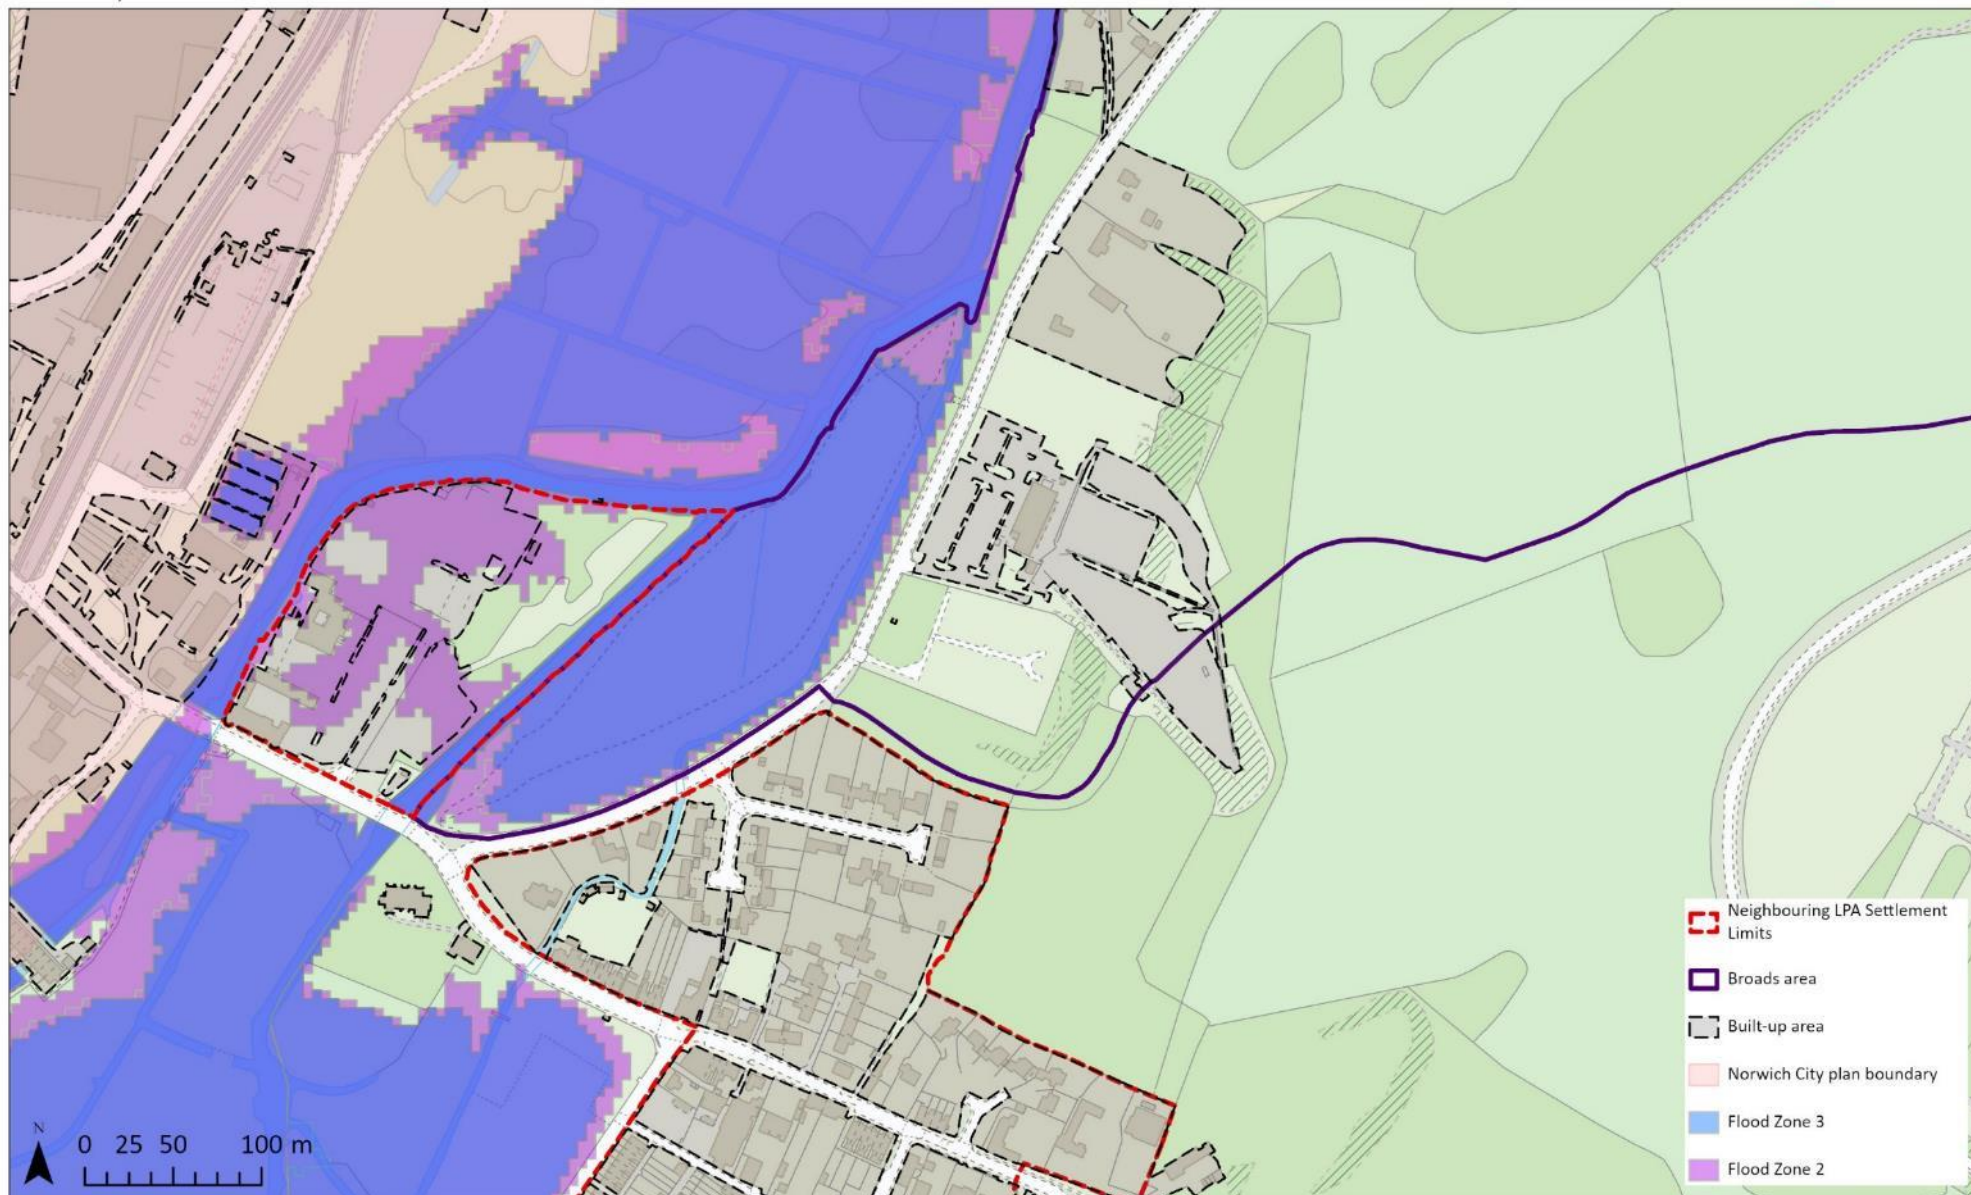 Neighbouring LPA Settlement
Limits
Broads area
Built-up area
Norwich City plan boundary
Flood Zone 3
Flood Zone 2
N
0 25 50 100 m